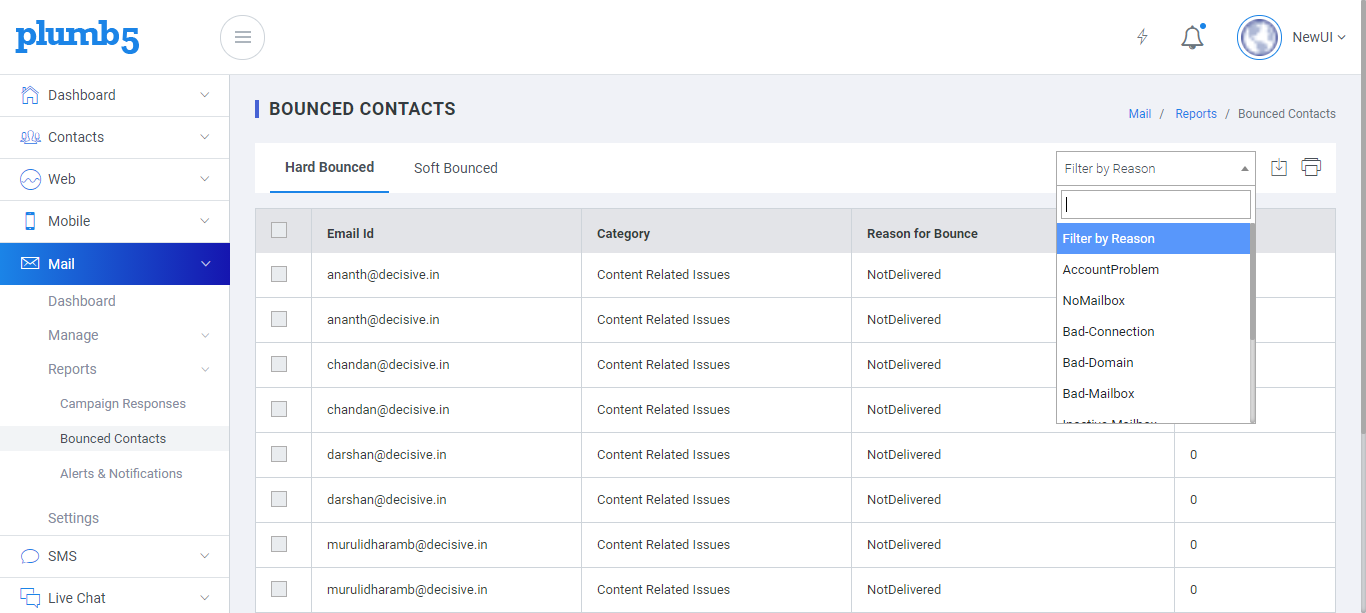 plumb5
NewUI
Dashboard
Contacts
Web
Mobile
Mail
Dashboard
Manage
Reports
Campaign Responses
Bounced Contacts
Alerts & Notifications
Settings
SMS
Live Chat
BOUNCED CONTACTS
Mail / Reports / Bounced Contacts
Hard Bounced Soft Bounced
Filter by Reason
Filter by Reason
AccountProblem
NoMailbox
Bad-Connection
Bad-Domain
Bad-Mailbox
Inactive Mailbox
Email Id Category Reason for Bounce
ananth@decisive.in Content Related Issues NotDelivered
ananth@decisive.in Content Related Issues NotDelivered
chandan@decisive.in Content Related Issues NotDelivered
chandan@decisive.in Content Related Issues NotDelivered
darshan@decisive.in Content Related Issues NotDelivered 0
darshan@decisive.in Content Related Issues NotDelivered 0
murulidharamb@decisive.in Content Related Issues NotDelivered 0
murulidharamb@decisive.in Content Related Issues NotDelivered 0